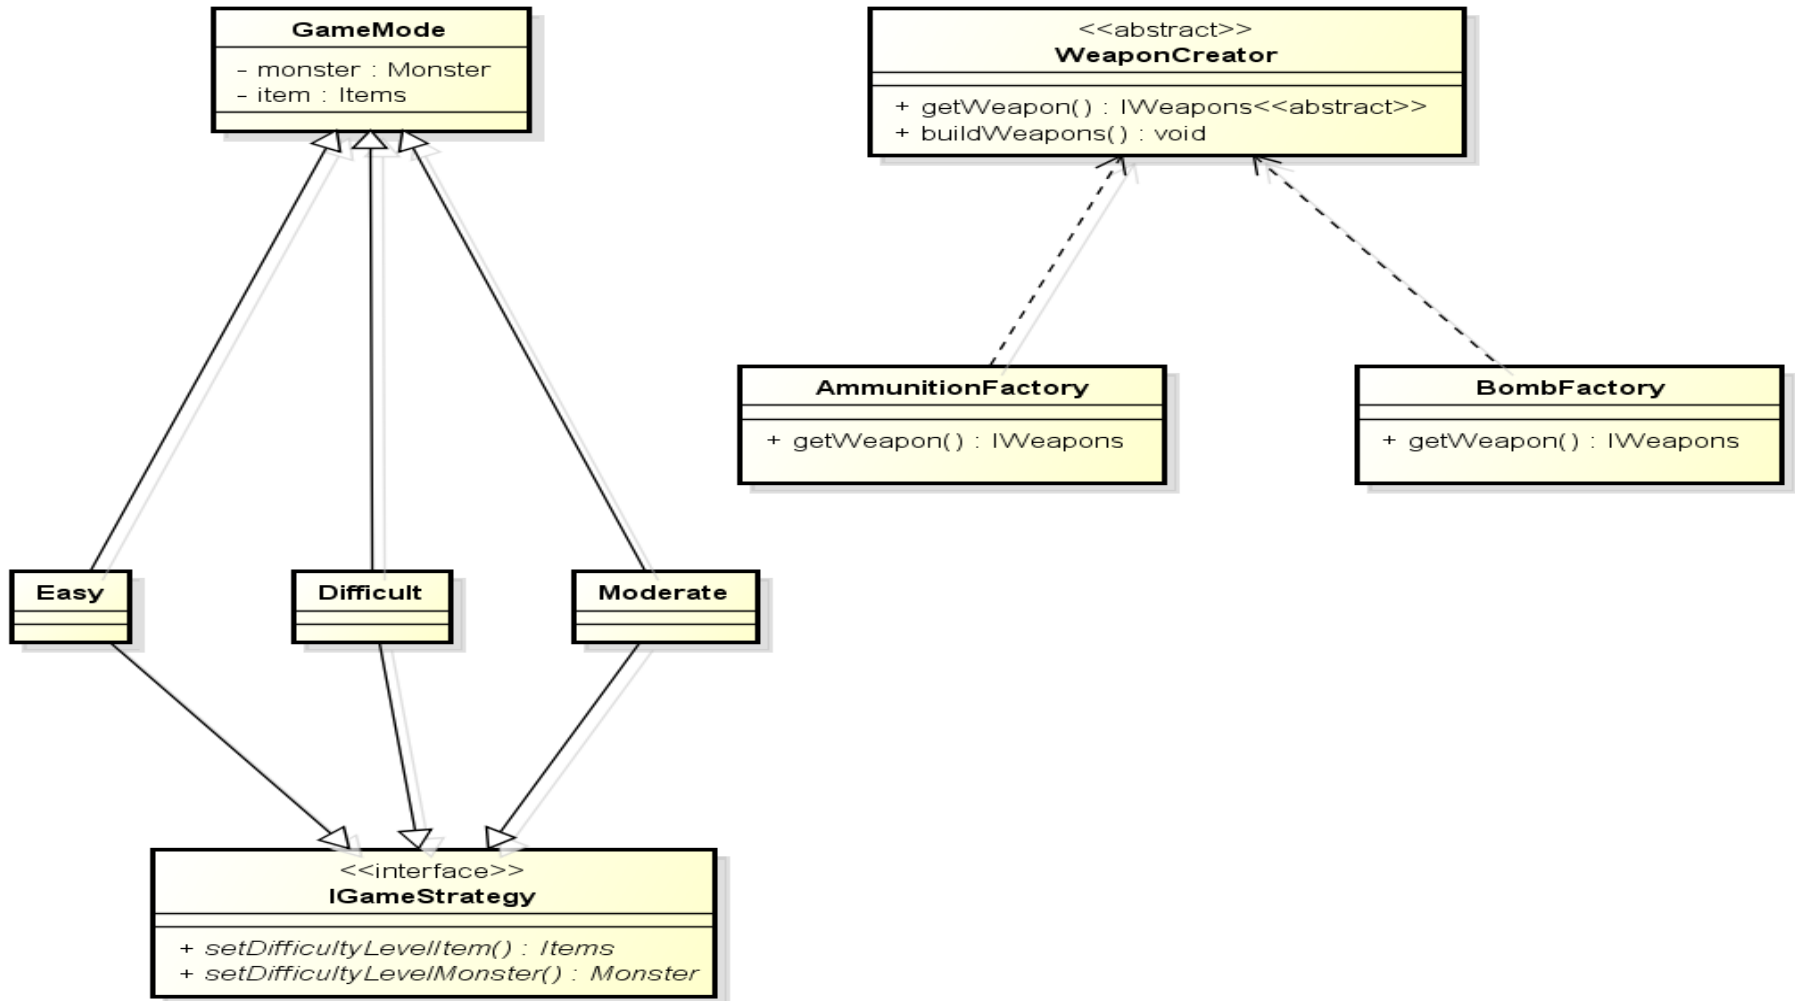 GameMode
- monster : Monster
- item : Items
<<abstract>>
WeaponCreator
+ getWeapon() : IWeapons<<abstract>>
+ buildWeapons() : void
AmmunitionFactory
+ getWeapon() : IWeapons
BombFactory
+ getWeapon() : IWeapons
Easy
Difficult
Moderate
<<interface>>
IGameStrategy
+ setDifficultyLevelItem() : Items
+ setDifficultyLevelMonster() : Monster